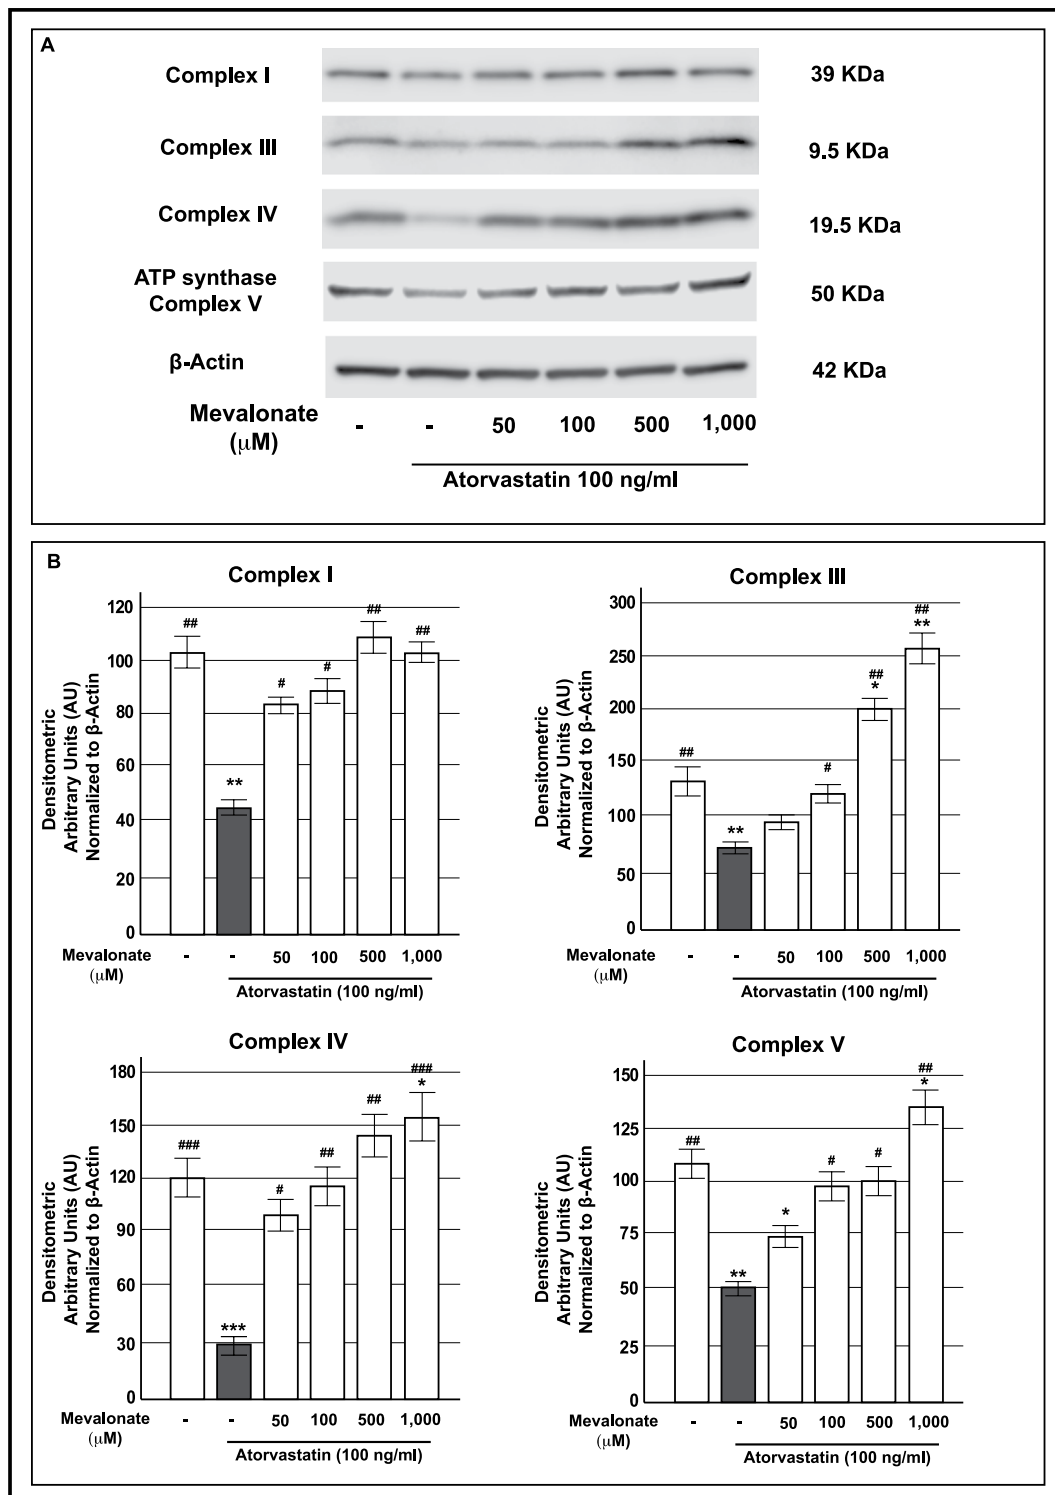 A
Complex I 39 KDa
Complex III 9.5 KDa
Complex IV 19.5 KDa
ATP synthase
Complex V 50 KDa
β-Actin 42 KDa
Mevalonate
(μM) - - 50 100 500 1,000
Atorvastatin 100 ng/ml
B
Complex I
Densitometric
Arbitrary Units (AU)
Normalized to β-Actin
120
100
80
60
40
20
0
## ** # # ## ##
Mevalonate
(μM) - - 50 100 500 1,000
Atorvastatin (100 ng/ml)
Complex III
Densitometric
Arbitrary Units (AU)
Normalized to β-Actin
300
250
200
150
100
50
0
## ** # ## * ## **
Mevalonate
(μM) - - 50 100 500 1,000
Atorvastatin (100 ng/ml)
Complex IV
Densitometric
Arbitrary Units (AU)
Normalized to β-Actin
180
150
120
90
60
30
0
### *** # ## ## ### *
Mevalonate
(μM) - - 50 100 500 1,000
Atorvastatin (100 ng/ml)
Complex V
Densitometric
Arbitrary Units (AU)
Normalized to β-Actin
150
125
100
75
50
25
0
## ** * # # ## *
Mevalonate
(μM) - - 50 100 500 1,000
Atorvastatin (100 ng/ml)